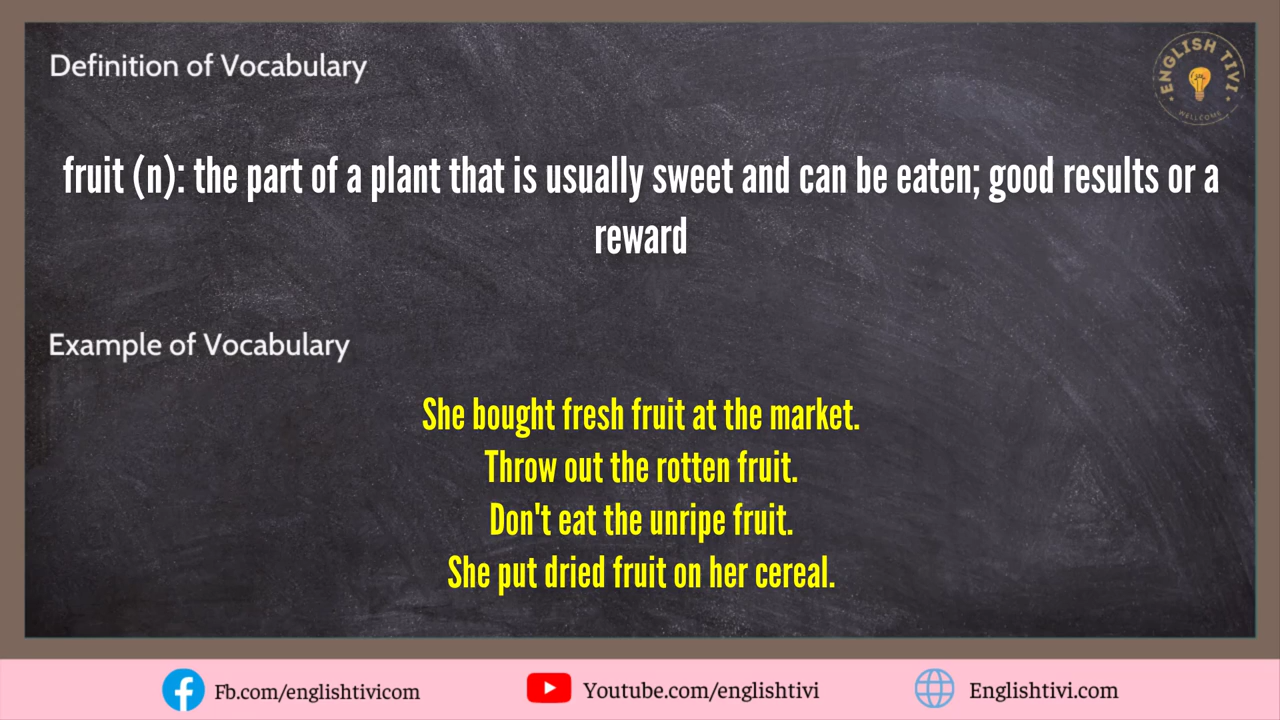 Definition of Vocabulary
ENGLISH TIVI
WELLCOME
fruit (n): the part of a plant that is usually sweet and can be eaten; good results or a
reward
Example of Vocabulary
She bought fresh fruit at the market.
Throw out the rotten fruit.
Don't eat the unripe fruit.
She put dried fruit on her cereal.
Fb.com/englishtivicom
Youtube.com/englishtivi
Englishtivi.com